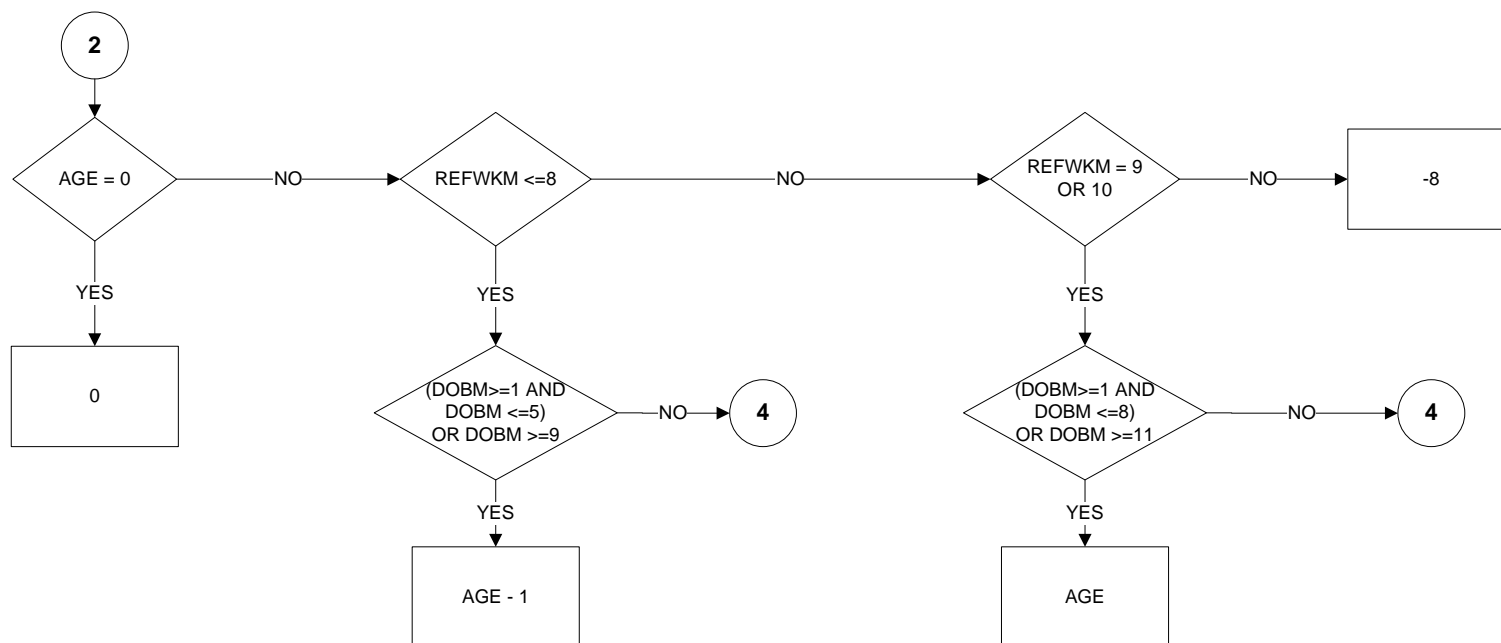 2
AGE = 0
NO
REFWKM <=8
NO
REFWKM = 9
OR 10
NO
-8
YES
YES
YES
0
(DOBM>=1 AND
DOBM <=5)
OR DOBM >=9
NO
4
(DOBM>=1 AND
DOBM <=8)
OR DOBM >=11
NO
4
YES
YES
AGE - 1
AGE